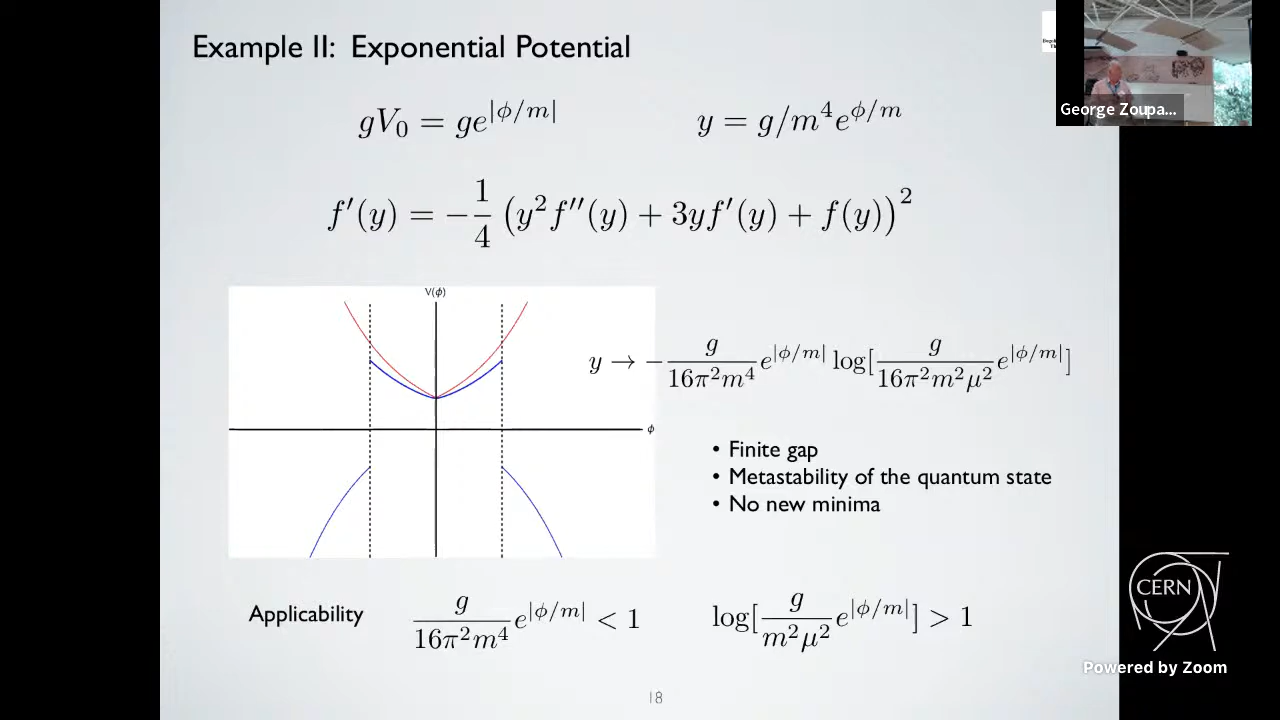 Example II: Exponential Potential
George Zoupa...
gV₀ = ge^{|ϕ/m|}
y = g/m⁴e^{ϕ/m}
f′(y) = −1/4 (y²f″(y) + 3yf′(y) + f(y))²
V(ϕ)
ϕ
y → − g/16π²m⁴ e^{|ϕ/m|} log[g/16π²m²μ² e^{|ϕ/m|}]
• Finite gap
• Metastability of the quantum state
• No new minima
Applicability
g/16π²m⁴ e^{|ϕ/m|} < 1
log[g/m²μ² e^{|ϕ/m|}] > 1
CERN
Powered by Zoom
18